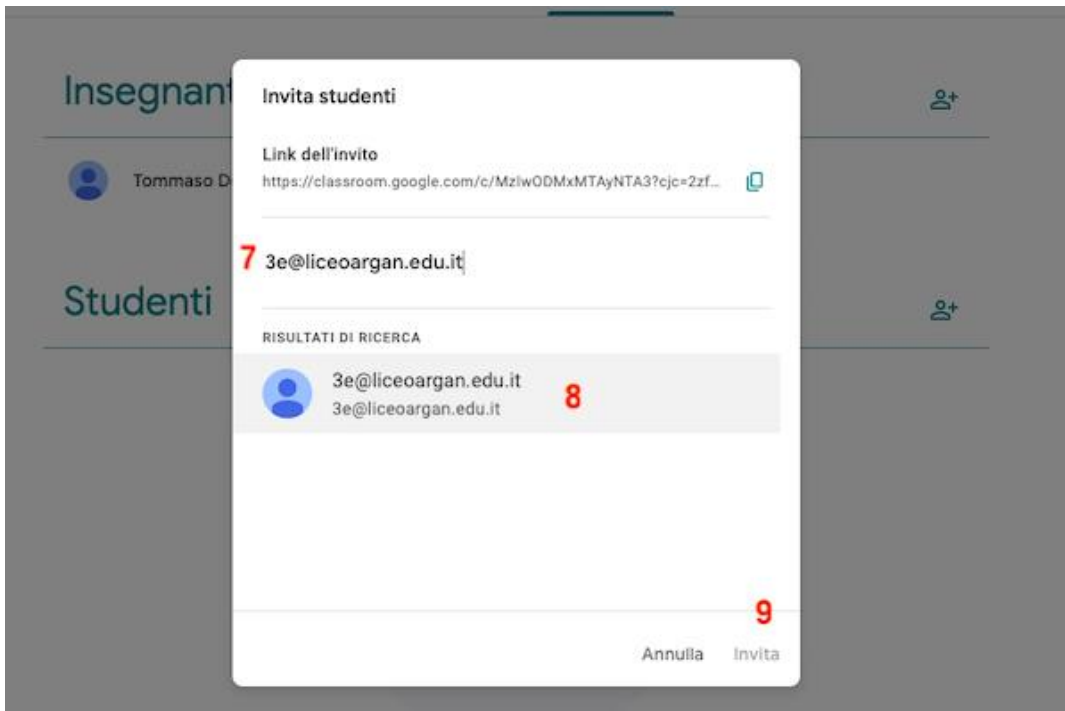 Insegnant
Tommaso D
Studenti
Invita studenti
Link dell'invito
https://classroom.google.com/c/MzIwODMxMTAyNTA3?cjc=2zf...
7 3e@liceoargan.edu.it
RISULTATI DI RICERCA
3e@liceoargan.edu.it
8
3e@liceoargan.edu.it
9
Annulla Invita